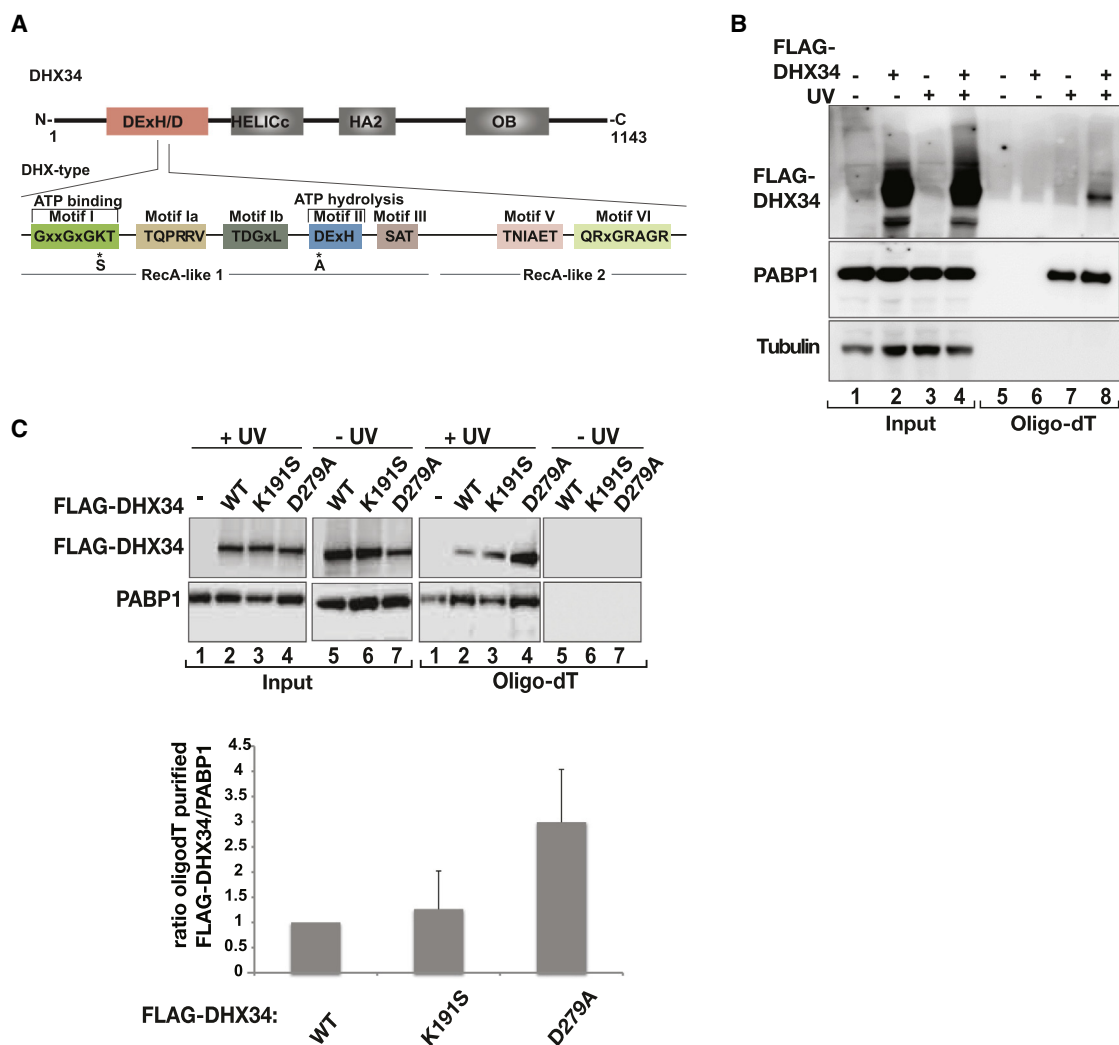 A
DHX34
N-
1
DExH/D
HELICc
HA2
OB
-C
1143
DHX-type
ATP binding
ATP hydrolysis
Motif I
Motif Ia
Motif Ib
Motif II
Motif III
Motif V
Motif VI
GxxGxGKT
TQPRRV
TDGxL
DExH
SAT
TNIAET
QRxGRAGR
* *
S A
RecA-like 1
RecA-like 2
B
FLAG-
DHX34 - + - + - + - +
UV - - + + - - + +
FLAG-
DHX34
PABP1
Tubulin
1 2 3 4 5 6 7 8
Input Oligo-dT
C
+ UV - UV + UV - UV
FLAG-DHX34 - WT K191S D279A WT K191S D279A - WT K191S D279A WT K191S D279A
FLAG-DHX34
PABP1
1 2 3 4 5 6 7 1 2 3 4 5 6 7
Input Oligo-dT
ratio oligodT purified
FLAG-DHX34/PABP1
4.5
4
3.5
3
2.5
2
1.5
1
0.5
0
FLAG-DHX34: WT K191S D279A